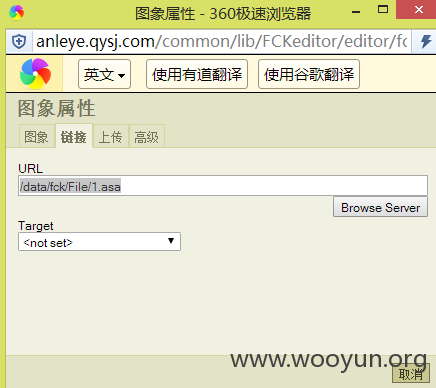 图象属性 - 360极速浏览器
anleye.qysj.com/common/lib/FCKeditor/editor/fc
英文 使用有道翻译 使用谷歌翻译
图象属性
图象 链接 上传 高级
URL
/data/fck/File/1.asa
Browse Server
Target
<not set>
www.wooyun.org
取消